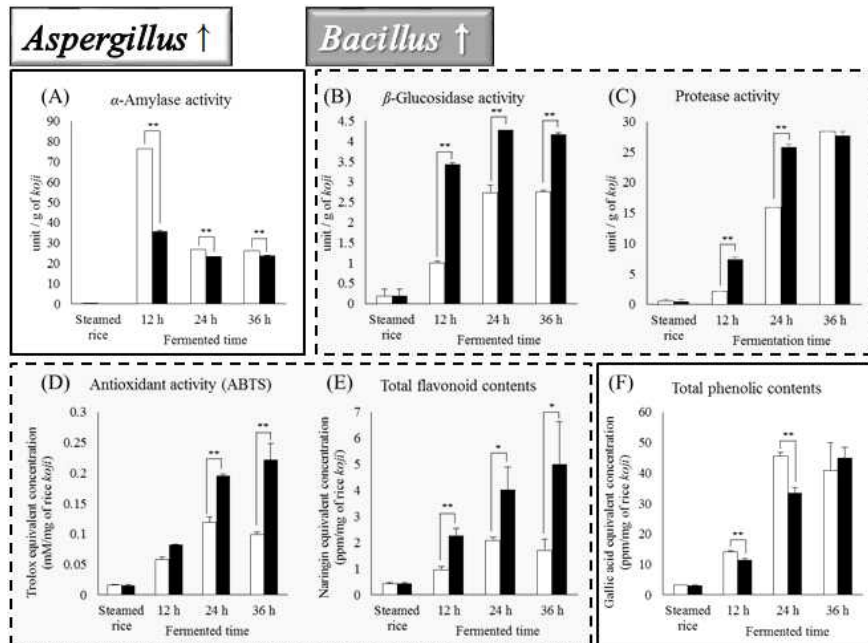 Aspergillus ↑
Bacillus ↑
(A)
α-Amylase activity
unit / g of koji
90
80
70
60
50
40
30
20
10
0
**
**
**
Steamed rice
12 h
24 h
36 h
Fermented time
(B)
β-Glucosidase activity
unit / g of koji
4.5
4
3.5
3
2.5
2
1.5
1
0.5
0
**
**
**
Steamed rice
12 h
24 h
36 h
Fermented time
(C)
Protease activity
unit / g of koji
30
25
20
15
10
5
0
**
**
Steamed rice
12 h
24 h
36 h
Fermentation time
(D)
Antioxidant activity (ABTS)
Trolox equivalent concentration
(mM/mg of rice koji)
0.3
0.25
0.2
0.15
0.1
0.05
0
**
**
Steamed rice
12 h
24 h
36 h
Fermented time
(E)
Total flavonoid contents
Naringin equivalent concentration
(ppm/mg of rice koji)
7
6
5
4
3
2
1
0
**
*
*
Steamed rice
12 h
24 h
36 h
Fermented time
(F)
Total phenolic contents
Gallic acid equivalent concentration
(ppm/mg of rice koji)
60
50
40
30
20
10
0
**
**
Steamed rice
12 h
24 h
36 h
Fermented time